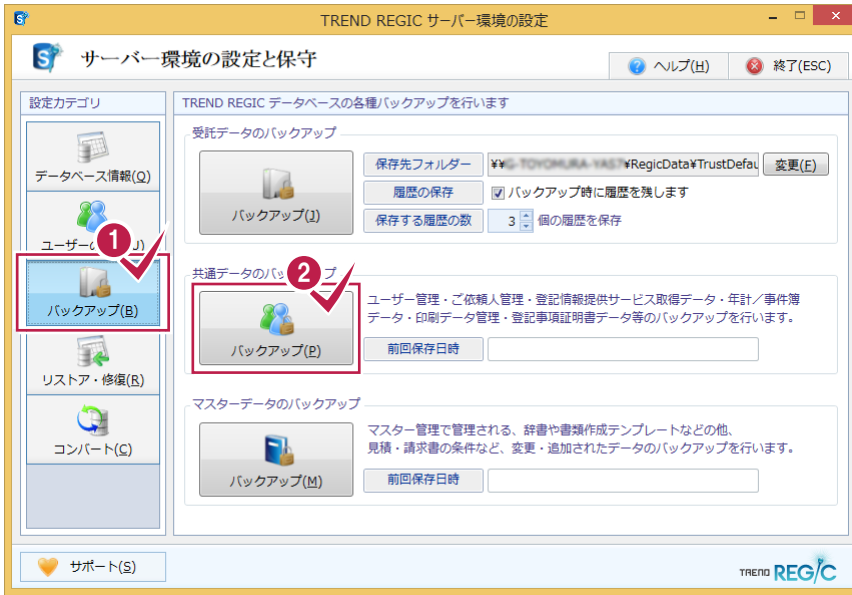 TREND REGIC サーバー環境の設定
サーバー環境の設定と保守
ヘルプ(H)
終了(ESC)
設定カテゴリ
データベース情報(Q)
1
バックアップ(B)
リストア・修復(R)
コンバート(C)
サポート(S)
TREND REGIC データベースの各種バックアップを行います
受託データのバックアップ
バックアップ(J)
保存先フォルダー
¥RegicData¥TrustDefau
変更(F)
履歴の保存
バックアップ時に履歴を残します
保存する履歴の数
3 個の履歴を保存
2
バックアップ(P)
ユーザー管理・ご依頼人管理・登記情報提供サービス取得データ・年計／事件簿
データ・印刷データ管理・登記事項証明書データ等のバックアップを行います。
前回保存日時
マスターデータのバックアップ
バックアップ(M)
マスター管理で管理される、辞書や書類作成テンプレートなどの他、
見積・請求書の条件など、変更・追加されたデータのバックアップを行います。
前回保存日時
TREND REGIC